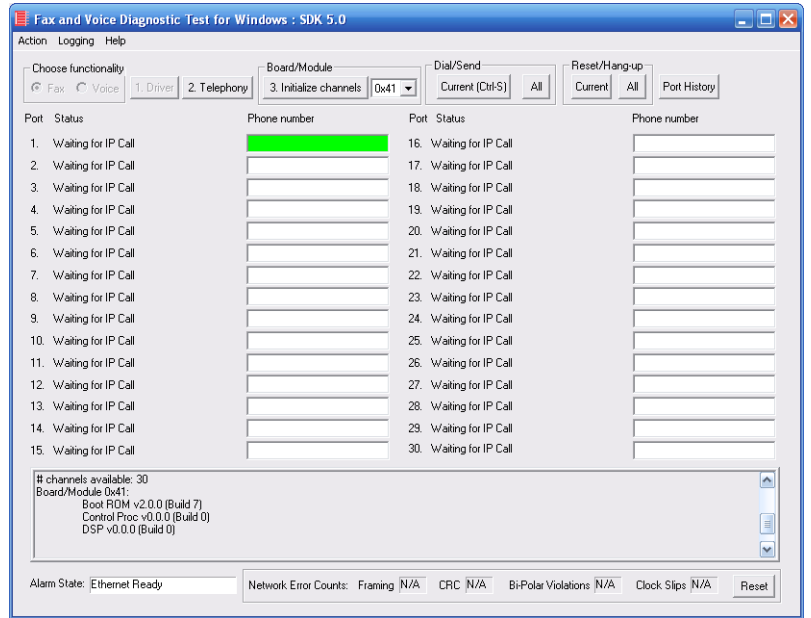 Fax and Voice Diagnostic Test for Windows : SDK 5.0
Action Logging Help
Choose functionality Board/Module Dial/Send Reset/Hang-up
Fax Voice 1. Driver 2. Telephony 3. Initialize channels 0x41 Current (Ctrl-S) All Current All Port History
Port Status Phone number Port Status Phone number
1. Waiting for IP Call 16. Waiting for IP Call
2. Waiting for IP Call 17. Waiting for IP Call
3. Waiting for IP Call 18. Waiting for IP Call
4. Waiting for IP Call 19. Waiting for IP Call
5. Waiting for IP Call 20. Waiting for IP Call
6. Waiting for IP Call 21. Waiting for IP Call
7. Waiting for IP Call 22. Waiting for IP Call
8. Waiting for IP Call 23. Waiting for IP Call
9. Waiting for IP Call 24. Waiting for IP Call
10. Waiting for IP Call 25. Waiting for IP Call
11. Waiting for IP Call 26. Waiting for IP Call
12. Waiting for IP Call 27. Waiting for IP Call
13. Waiting for IP Call 28. Waiting for IP Call
14. Waiting for IP Call 29. Waiting for IP Call
15. Waiting for IP Call 30. Waiting for IP Call
# channels available: 30
Board/Module 0x41:
Boot ROM v2.0.0 (Build 7)
Control Proc v0.0.0 (Build 0)
DSP v0.0.0 (Build 0)
Alarm State: Ethernet Ready Network Error Counts: Framing N/A CRC N/A Bi-Polar Violations N/A Clock Slips N/A Reset